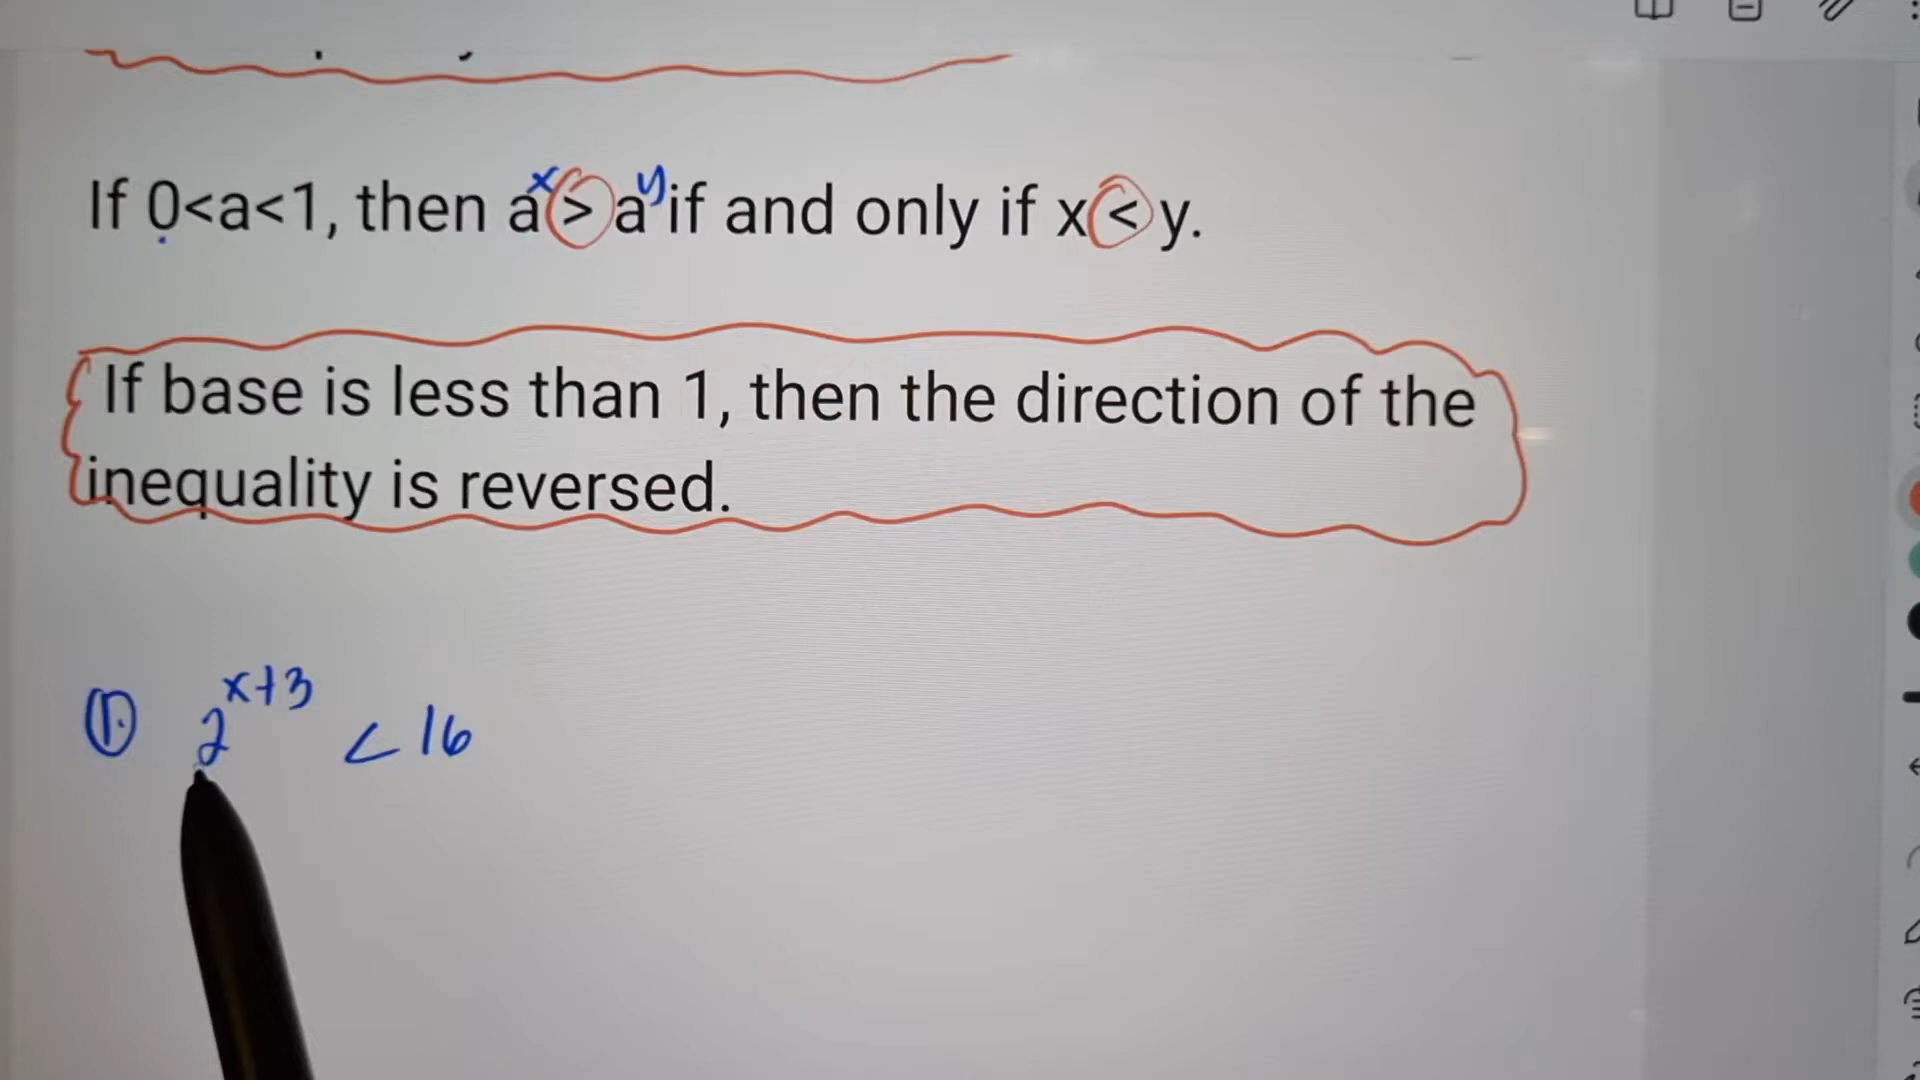 If 0<a<1, then aˣ > aʸ if and only if x < y.
If base is less than 1, then the direction of the
inequality is reversed.
① 2ˣ⁺³ < 16